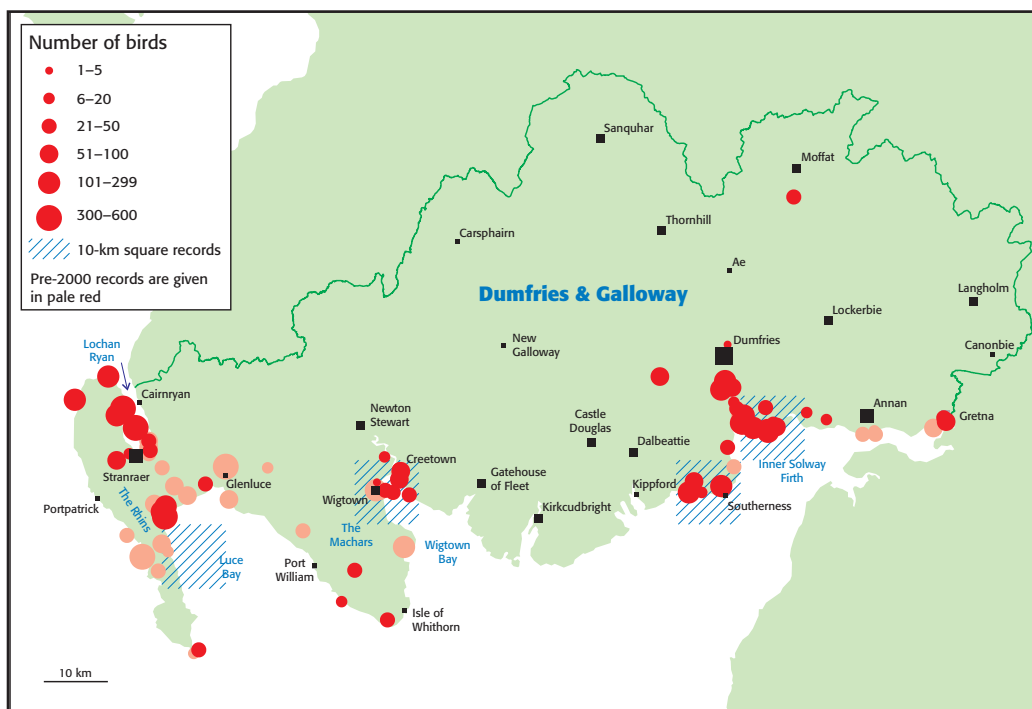 Number of birds
1–5
6–20
21–50
51–100
101–299
300–600
10-km square records
Pre-2000 records are given
in pale red
Sanquhar
Moffat
Thornhill
Carsphairn
Ae
Dumfries & Galloway
Langholm
Lockerbie
Lochan
Ryan
New
Galloway
Dumfries
Canonbie
Cairnryan
Newton
Stewart
Castle
Douglas
Annan
Gretna
Dalbeattie
Creetown
Stranraer
Glenluce
Gatehouse
of Fleet
Inner Solway
Firth
Portpatrick
The Rhins
Wigtown
Kippford
Southerness
Kirkcudbright
The
Machars
Wigtown
Bay
Luce
Bay
Port
William
Isle of
Whithorn
10 km